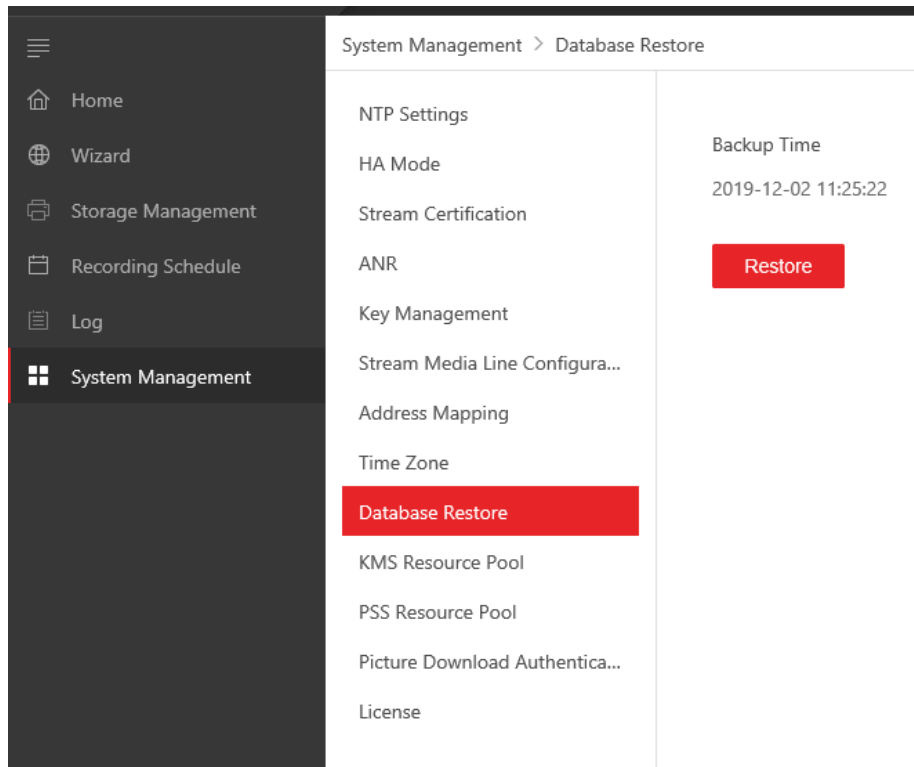 System Management > Database Restore
Home
Wizard
Storage Management
Recording Schedule
Log
System Management
NTP Settings
HA Mode
Stream Certification
ANR
Key Management
Stream Media Line Configura...
Address Mapping
Time Zone
Database Restore
KMS Resource Pool
PSS Resource Pool
Picture Download Authentica...
License
Backup Time
2019-12-02 11:25:22
Restore